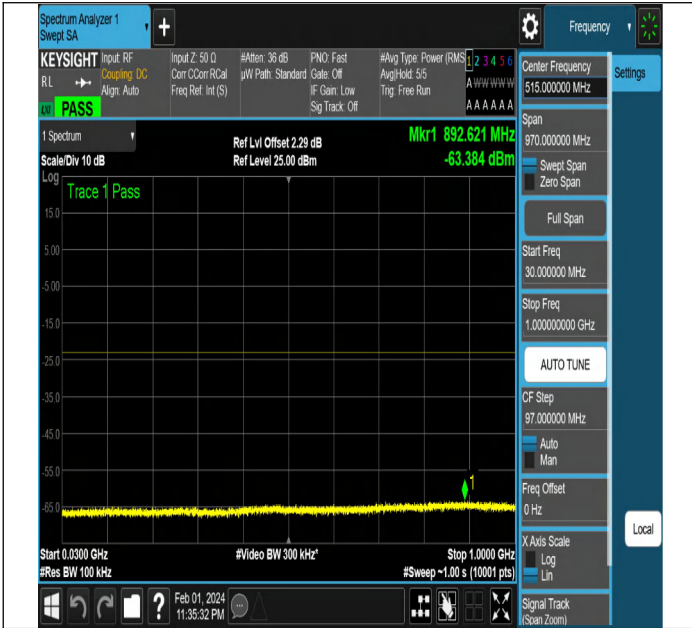 Spectrum Analyzer 1
Swept SA
+
Frequency
KEYSIGHT
RL
Align: Auto
LXI PASS
Input: RF
Coupling: DC
Input Z: 50 Ω
Corr CCorr RCal
Freq Ref: Int (S)
#Atten: 36 dB
µW Path: Standard
PNO: Fast
Gate: Off
IF Gain: Low
Sig Track: Off
#Avg Type: Power (RMS
Avg|Hold: 5/5
Trig: Free Run
1 2 3 4 5 6
A W W W W W
A A A A A A
1 Spectrum
Scale/Div 10 dB
Ref Lvl Offset 2.29 dB
Ref Level 25.00 dBm
Mkr1 892.621 MHz
-63.384 dBm
Log
Trace 1 Pass
15.0
5.00
-5.00
-15.0
-25.0
-35.0
-45.0
-55.0
-65.0
1
Start 0.0300 GHz
#Res BW 100 kHz
#Video BW 300 kHz*
Stop 1.0000 GHz
#Sweep ~1.00 s (10001 pts)
Center Frequency
515.000000 MHz
Settings
Span
970.000000 MHz
Swept Span
Zero Span
Full Span
Start Freq
30.000000 MHz
Stop Freq
1.000000000 GHz
AUTO TUNE
CF Step
97.000000 MHz
Auto
Man
Freq Offset
0 Hz
X Axis Scale
Log
Lin
Local
Signal Track
(Span Zoom)
?
Feb 01, 2024
11:35:32 PM